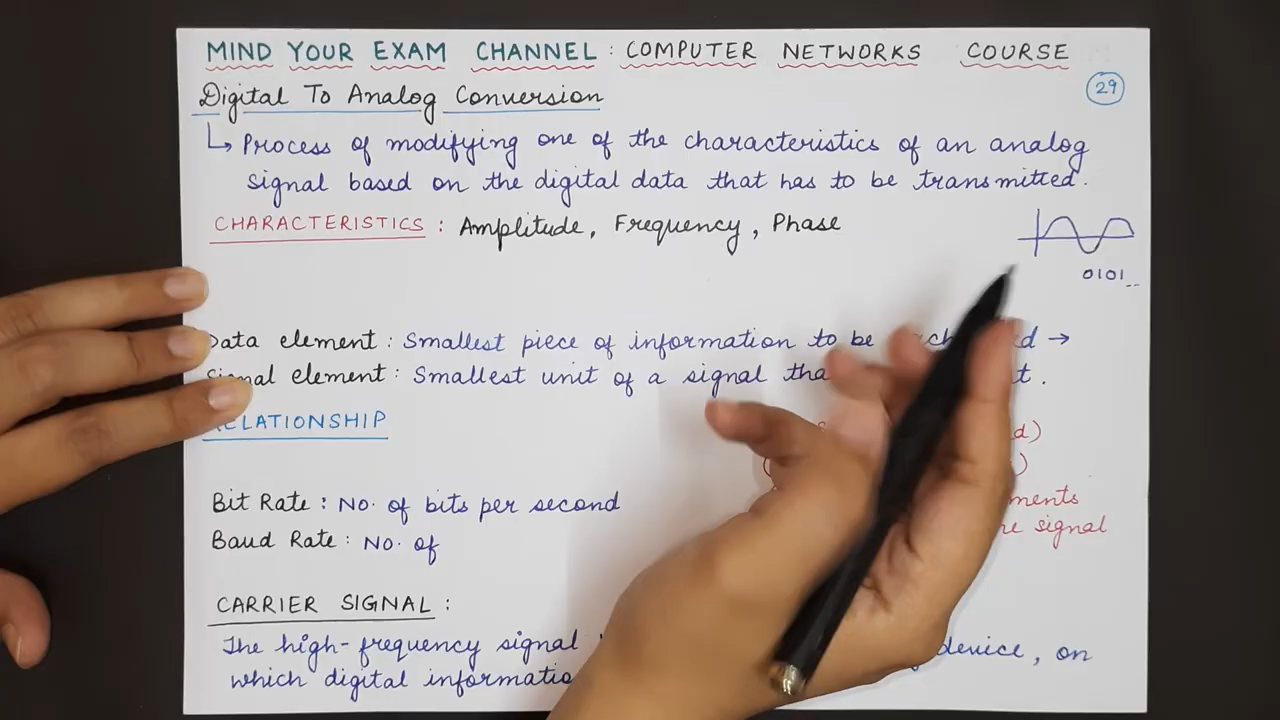 MIND YOUR EXAM CHANNEL : COMPUTER NETWORKS COURSE
29
Digital To Analog Conversion
↳ Process of modifying one of the characteristics of an analog
signal based on the digital data that has to be transmitted.
CHARACTERISTICS : Amplitude, Frequency, Phase
0101--
Data element : Smallest piece of information to be →
Signal element : Smallest unit of a signal
RELATIONSHIP
Bit Rate : No. of bits per second
Baud Rate : No. of
signal
CARRIER SIGNAL :
The high-frequency signal device, on
which digital